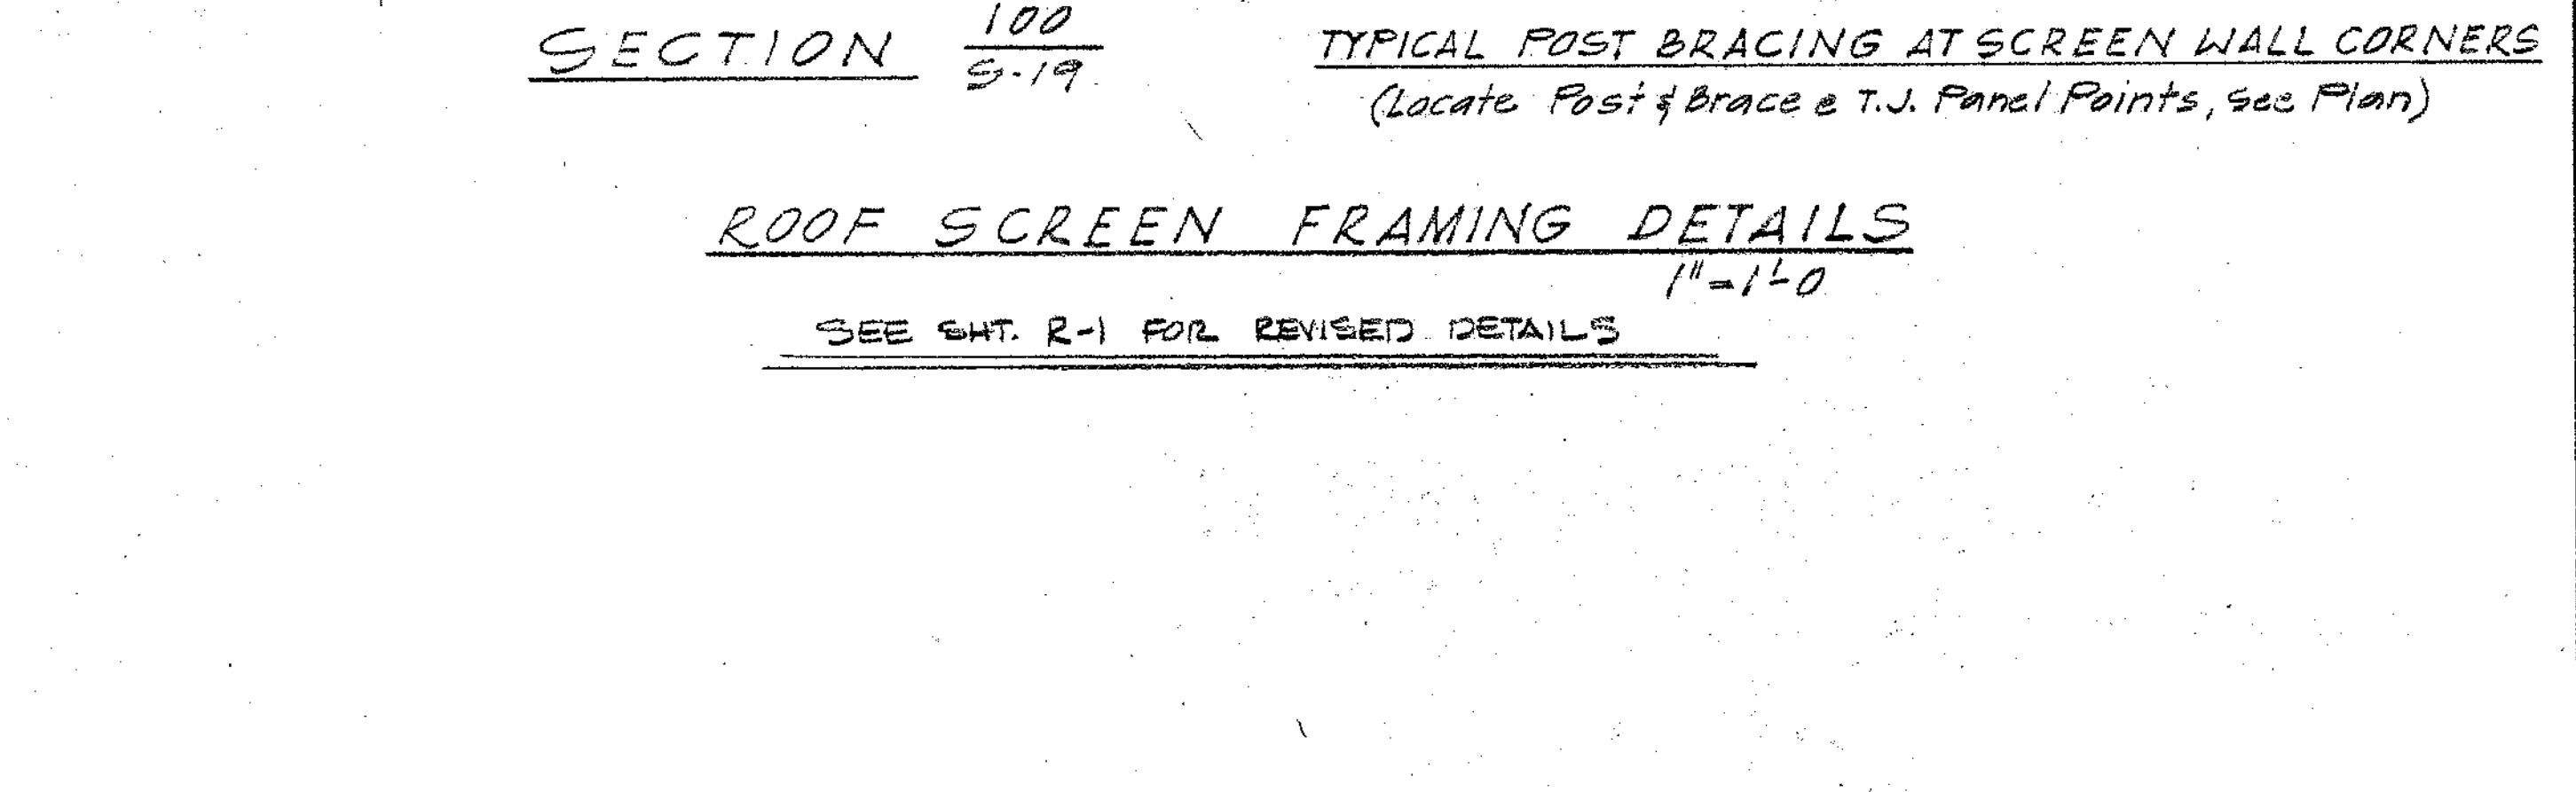 SECTION 100
S-19
TYPICAL POST BRACING AT SCREEN WALL CORNERS
(Locate Post & Brace @ T.J. Panel Points, See Plan)
ROOF SCREEN FRAMING DETAILS
1"=1'-0
SEE SHT. R-1 FOR REVISED DETAILS